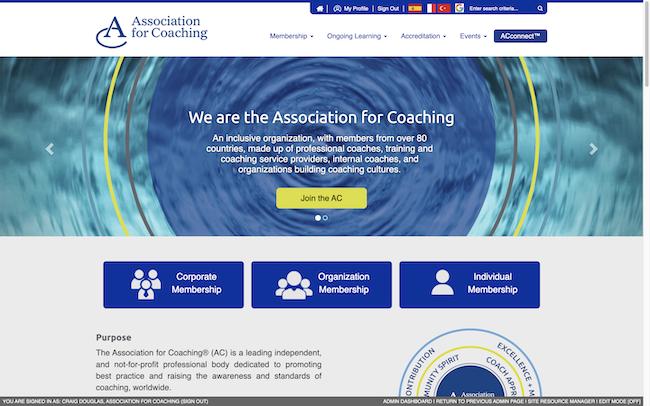 My Profile | Sign Out |
Enter search criteria...
Association
for Coaching
Membership
Ongoing Learning
Accreditation
Events
ACconnect™
We are the Association for Coaching
An inclusive organization, with members from over 80
countries, made up of professional coaches, training and
coaching service providers, internal coaches, and
organizations building coaching cultures.
Join the AC
Corporate
Membership
Organization
Membership
Individual
Membership
Purpose
The Association for Coaching® (AC) is a leading independent,
and not-for-profit professional body dedicated to promoting
best practice and raising the awareness and standards of
coaching, worldwide.
CONTRIBUTION
EXCELLENCE +
SPIRIT
COACH
Association
YOU ARE SIGNED IN AS: CRAIG DOUGLAS, ASSOCIATION FOR COACHING (SIGN OUT)
ADMIN DASHBOARD | RETURN TO PREVIOUS ADMIN PAGE | SITE RESOURCE MANAGER | EDIT MODE [OFF]